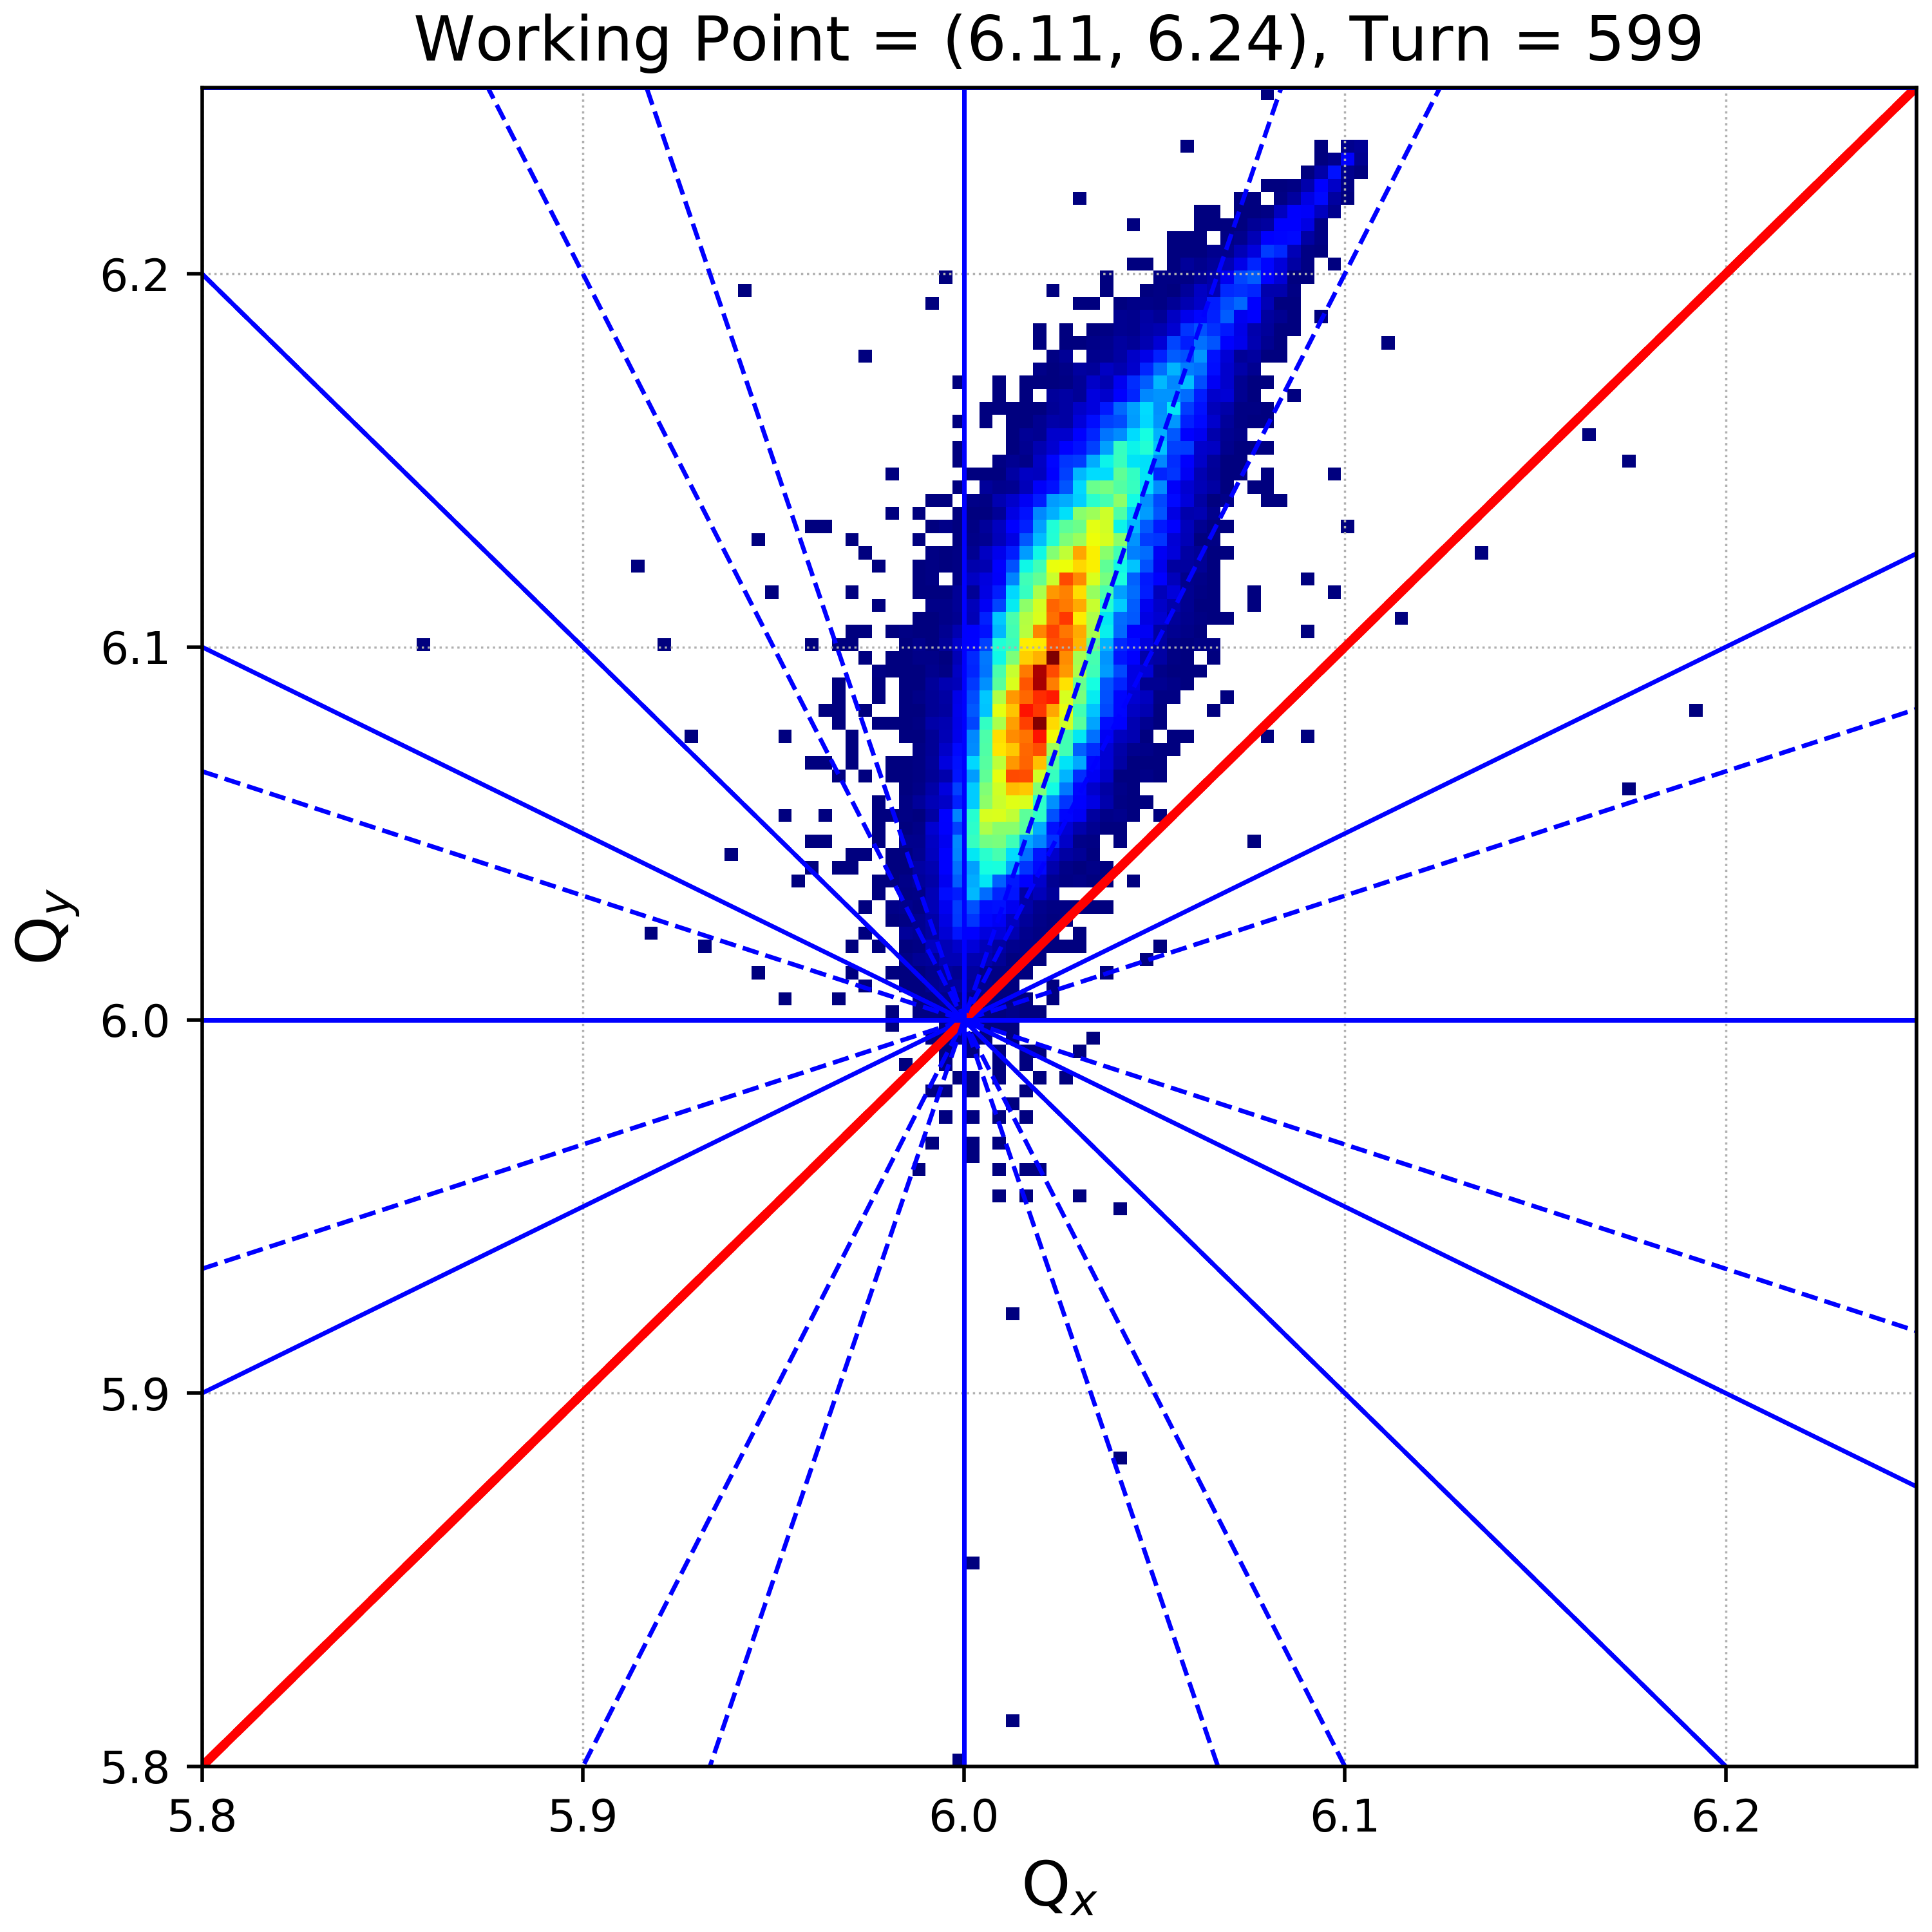 Working Point = (6.11, 6.24), Turn = 599
Qy
6.2
6.1
6.0
5.9
5.8
5.8 5.9 6.0 6.1 6.2
Qx